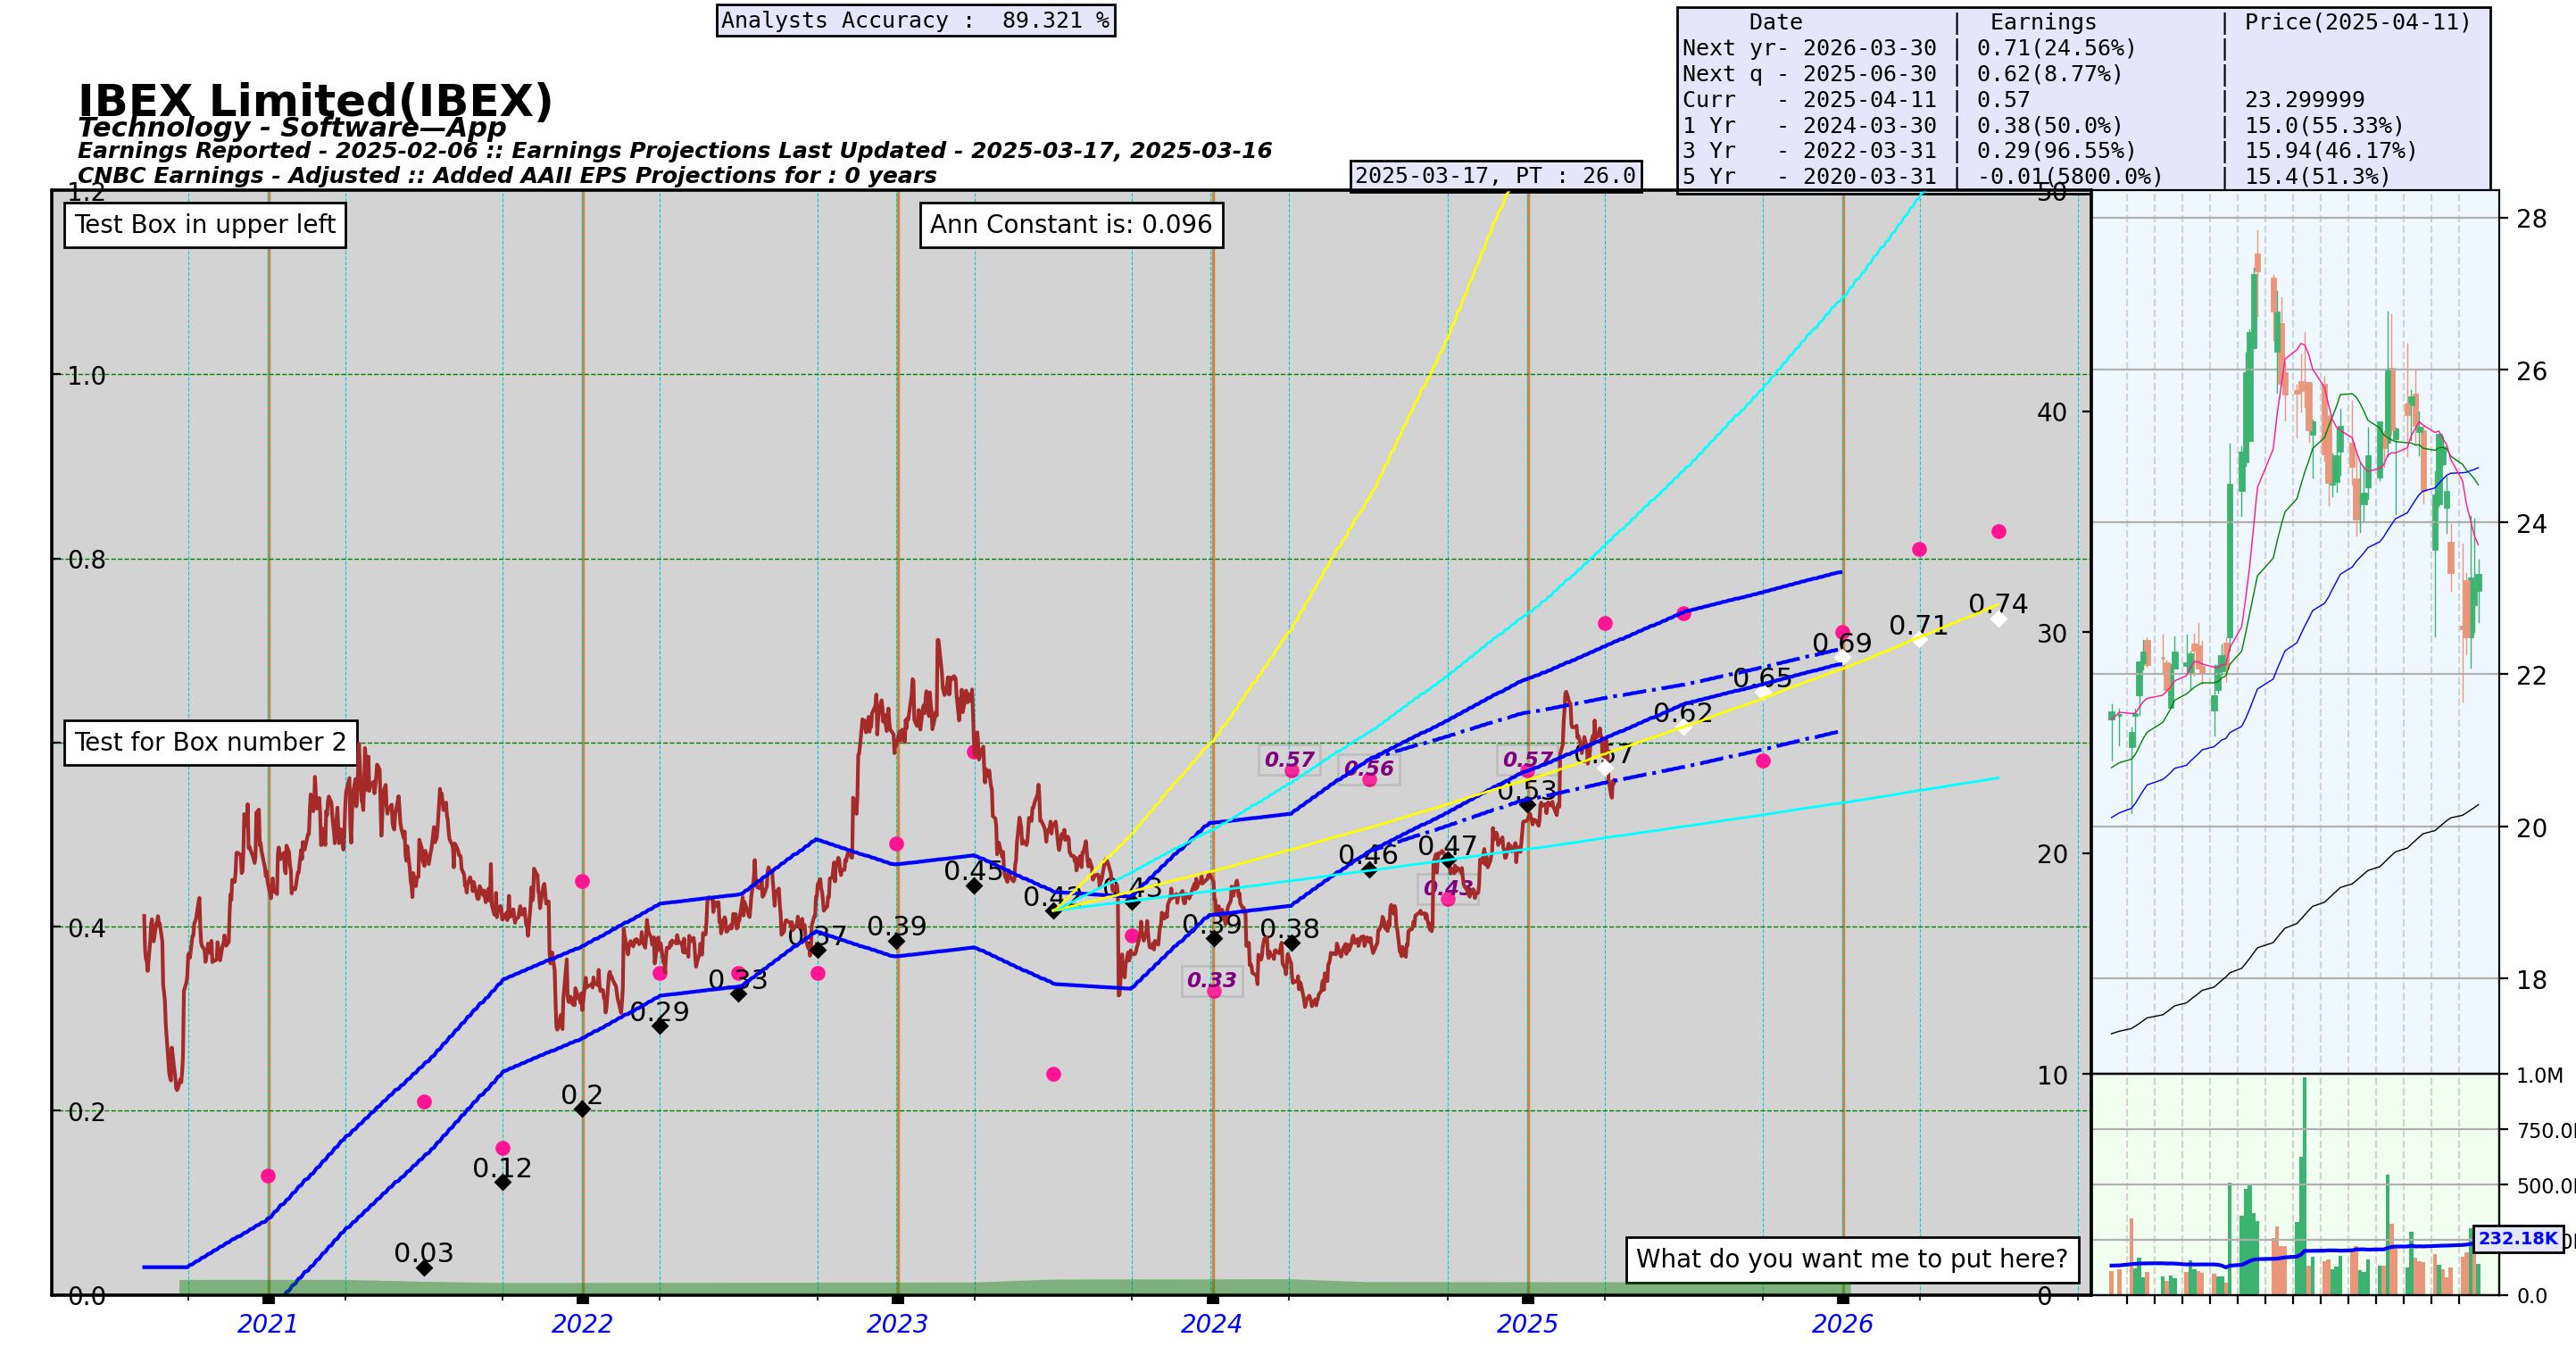 Analysts Accuracy :  89.321 %
Date | Earnings | Price(2025-04-11)
Next yr- 2026-03-30 | 0.71(24.56%) |
Next q - 2025-06-30 | 0.62(8.77%) |
Curr - 2025-04-11 | 0.57 | 23.299999
1 Yr - 2024-03-30 | 0.38(50.0%) | 15.0(55.33%)
3 Yr - 2022-03-31 | 0.29(96.55%) | 15.94(46.17%)
5 Yr - 2020-03-31 | -0.01(5800.0%) | 15.4(51.3%)
IBEX Limited(IBEX)
Technology - Software—App
Earnings Reported - 2025-02-06 :: Earnings Projections Last Updated - 2025-03-17, 2025-03-16
CNBC Earnings - Adjusted :: Added AAII EPS Projections for : 0 years
2025-03-17, PT : 26.0
1.2
50
Test Box in upper left
Ann Constant is: 0.096
28
1.0
26
40
0.8
24
0.74
0.71
30
0.69
22
0.65
0.62
Test for Box number 2
0.57
0.56
0.57
0.57
0.53
20
0.47
0.46
20
0.45
0.43
0.43
0.42
0.4
0.39
0.39
0.38
0.37
0.33
0.33
18
0.29
10
1.0M
0.2
0.2
750.0
0.12
500.0
0.03
232.18K
What do you want me to put here?
0.0
0
0.0
2021
2022
2023
2024
2025
2026